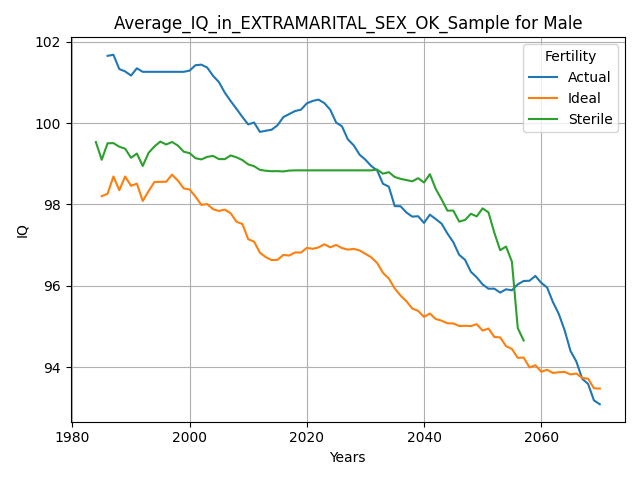 Average_IQ_in_EXTRAMARITAL_SEX_OK_Sample for Male
102
100
98
96
94
IQ
1980
2000
2020
2040
2060
Years
Fertility
Actual
Ideal
Sterile